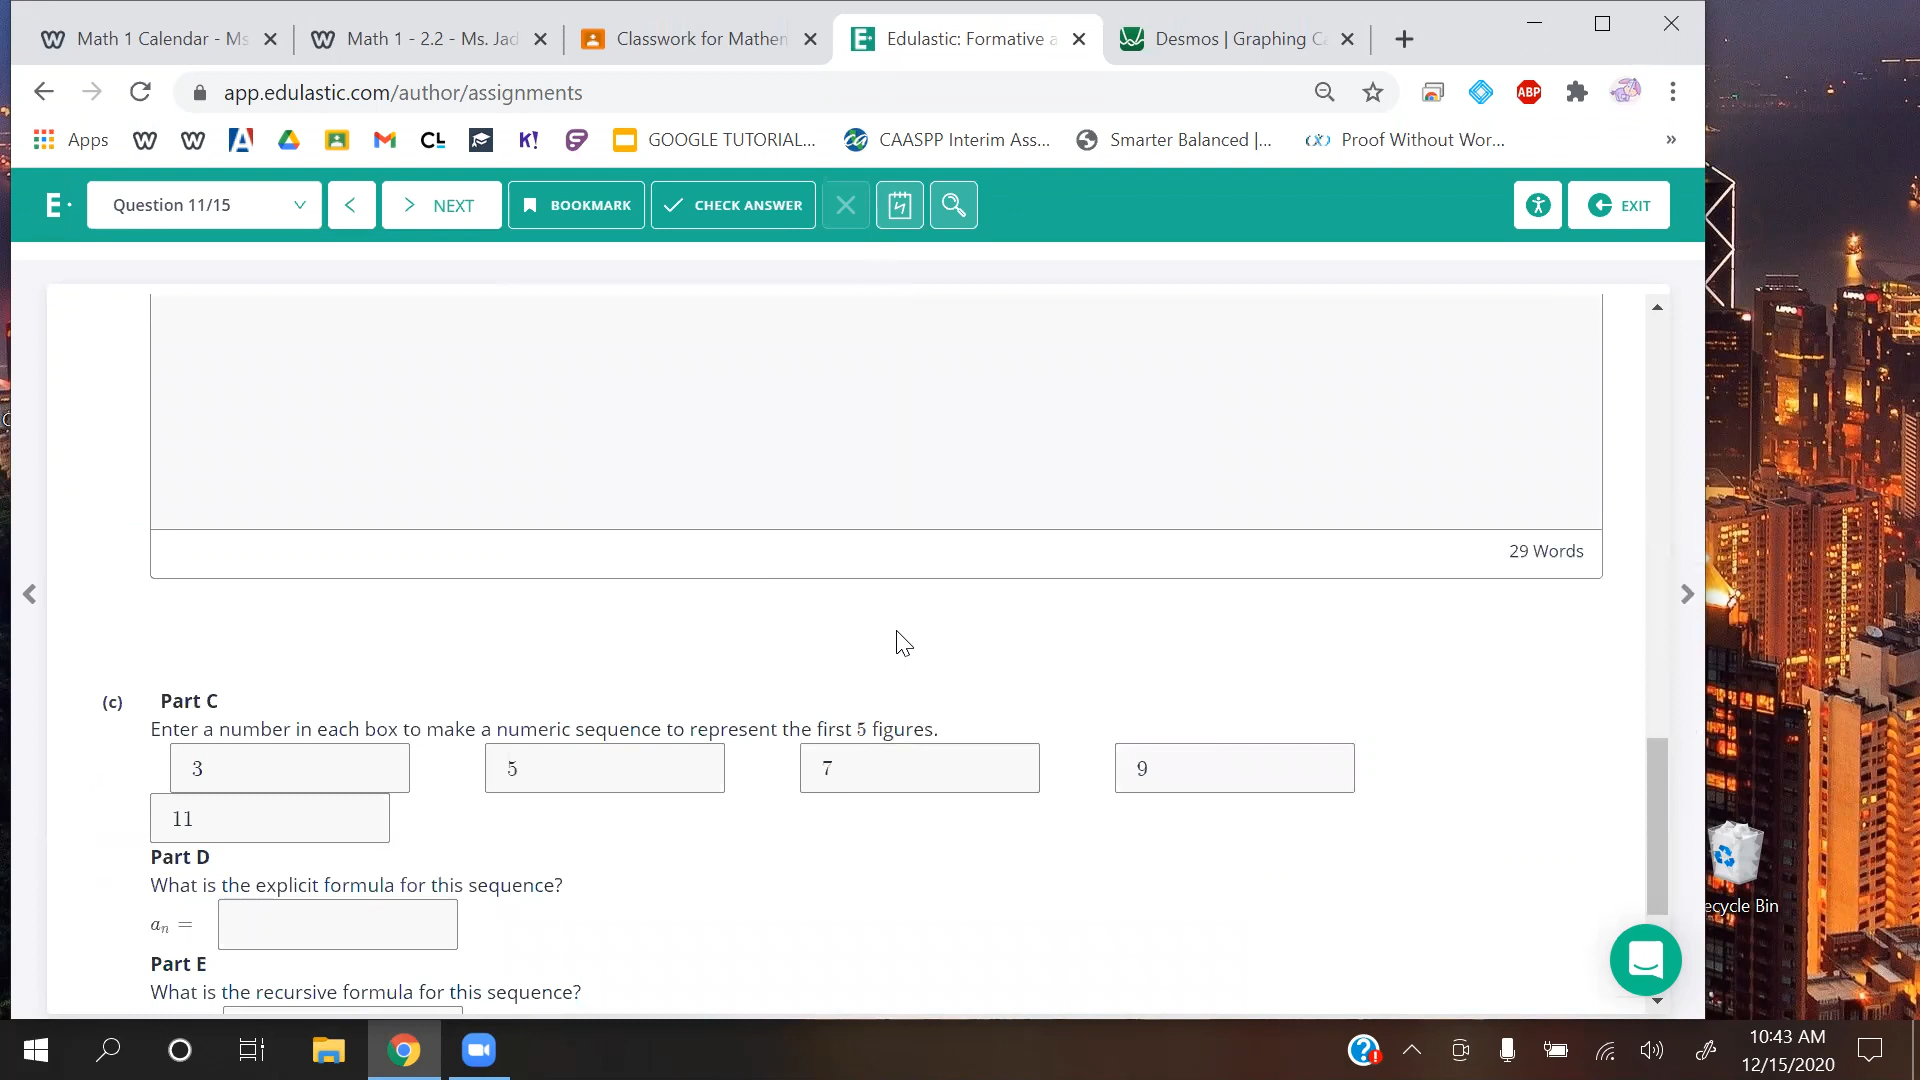 Math 1 Calendar - Ms
Math 1 - 2.2 - Ms. Jad
Classwork for Mathem
Edulastic: Formative a
Desmos | Graphing Ca
app.edulastic.com/author/assignments
ABP
Apps
CL
K!
GOOGLE TUTORIAL...
CAASPP Interim Ass...
Smarter Balanced |...
Proof Without Wor...
»
E
Question 11/15
NEXT
BOOKMARK
CHECK ANSWER
EXIT
29 Words
(c) Part C
Enter a number in each box to make a numeric sequence to represent the first 5 figures.
3 5 7 9
11
Part D
What is the explicit formula for this sequence?
aₙ =
Part E
What is the recursive formula for this sequence?
ecycle Bin
10:43 AM
12/15/2020